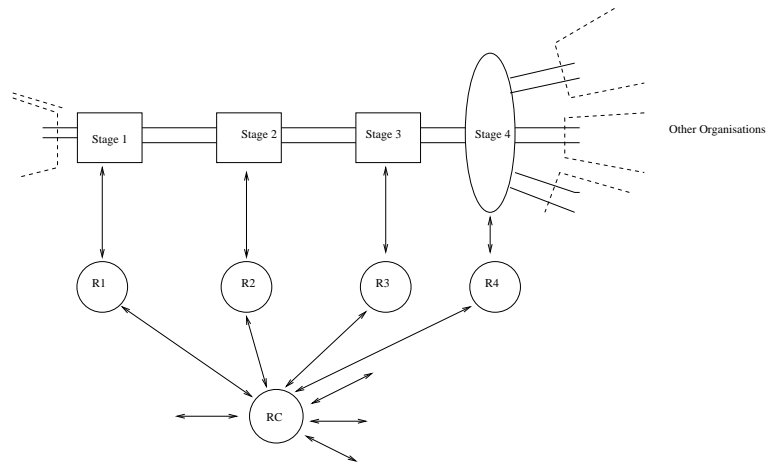 Stage 1
Stage 2
Stage 3
Stage 4
Other Organisations
R1
R2
R3
R4
RC